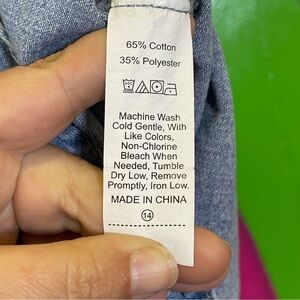 65% Cotton
35% Polyester
Machine Wash
Cold Gentle, With
Like Colors,
Non-Chlorine
Bleach When
Needed, Tumble
Dry Low, Remove
Promptly, Iron Low.
MADE IN CHINA
14